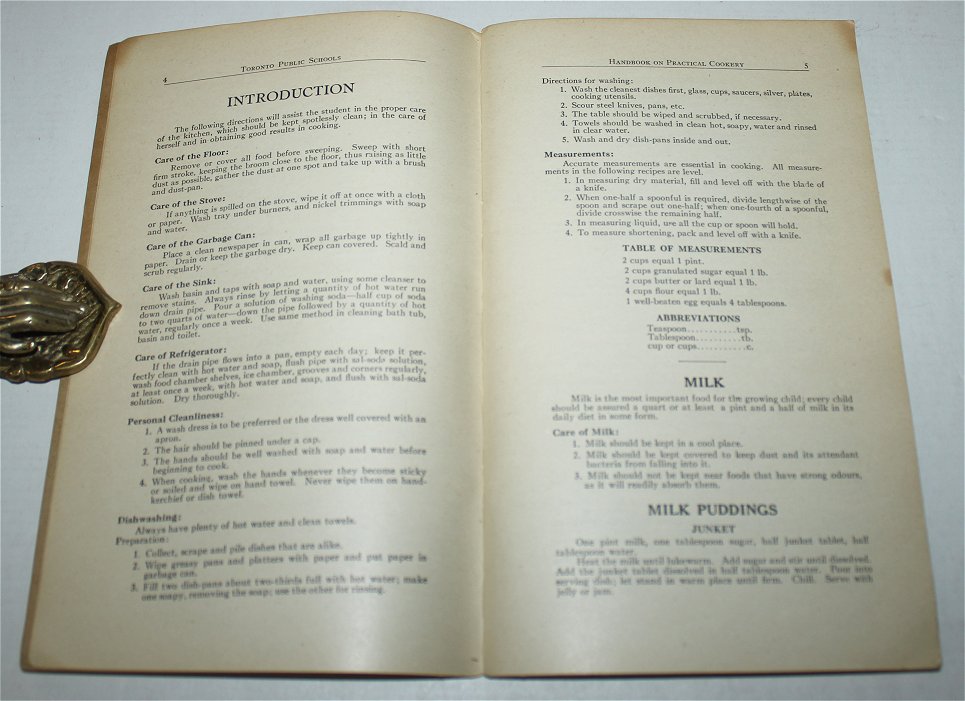 4
TORONTO PUBLIC SCHOOLS
INTRODUCTION
The following directions will assist the student in the proper care
of the kitchen, which should be kept spotlessly clean; in the care of
herself and in obtaining good results in cooking.
Care of the Floor:
Remove or cover all food before sweeping. Sweep with short
firm stroke, keeping the broom close to the floor, thus raising as little
dust as possible, gather the dust at one spot and take up with a brush
and dust-pan.
Care of the Stove:
If anything is spilled on the stove, wipe it off at once with a cloth
or paper. Wash tray under burners, and nickel trimmings with soap
and water.
Care of the Garbage Can:
Place a clean newspaper in can, wrap all garbage up tightly in
paper. Drain or keep the garbage dry. Keep can covered. Scald and
scrub regularly.
Care of the Sink:
Wash basin and taps with soap and water, using some cleanser to
remove stains. Always rinse by letting a quantity of hot water run
down drain pipe. Pour a solution of washing soda—half cup of soda
to two quarts of water—down the pipe followed by a quantity of hot
water, regularly once a week. Use same method in cleaning bath tub,
basin and toilet.
Care of Refrigerator:
If the drain pipe flows into a pan, empty each day; keep it per-
fectly clean with hot water and soap, flush pipe with sal-soda solution,
wash food chamber shelves, ice chamber, grooves and corners regularly,
at least once a week, with hot water and soap, and flush with sal-soda
solution. Dry thoroughly.
Personal Cleanliness:
1. A wash dress is to be preferred or the dress well covered with an
apron.
2. The hair should be pinned under a cap.
3. The hands should be well washed with soap and water before
beginning to cook.
4. When cooking, wash the hands whenever they become sticky
or soiled and wipe on hand towel. Never wipe them on hand-
kerchief or dish towel.
Dishwashing:
Always have plenty of hot water and clean towels.
Preparation:
1. Collect, scrape and pile dishes that are alike.
2. Wipe greasy pans and platters with paper and put paper in
garbage can.
3. Fill two dish-pans about two-thirds full with hot water; make
one soapy, removing the soap; use the other for rinsing.
HANDBOOK ON PRACTICAL COOKERY
5
Directions for washing:
1. Wash the cleanest dishes first, glass, cups, saucers, silver, plates,
cooking utensils.
2. Scour steel knives, pans, etc.
3. The table should be wiped and scrubbed, if necessary.
4. Towels should be washed in clean hot, soapy, water and rinsed
in clear water.
5. Wash and dry dish-pans inside and out.
Measurements:
Accurate measurements are essential in cooking. All measure-
ments in the following recipes are level.
1. In measuring dry material, fill and level off with the blade of
a knife.
2. When one-half a spoonful is required, divide lengthwise of the
spoon and scrape out one-half; when one-fourth of a spoonful,
divide crosswise the remaining half.
3. In measuring liquid, use all the cup or spoon will hold.
4. To measure shortening, pack and level off with a knife.
TABLE OF MEASUREMENTS
2 cups equal 1 pint.
2 cups granulated sugar equal 1 lb.
2 cups butter or lard equal 1 lb.
4 cups flour equal 1 lb.
1 well-beaten egg equals 4 tablespoons.
ABBREVIATIONS
Teaspoon...........tsp.
Tablespoon.........tb.
cup or cups..........c.
MILK
Milk is the most important food for the growing child; every child
should be assured a quart or at least a pint and a half of milk in its
daily diet in some form.
Care of Milk:
1. Milk should be kept in a cool place.
2. Milk should be kept covered to keep dust and its attendant
bacteria from falling into it.
3. Milk should not be kept near foods that have strong odours,
as it will readily absorb them.
MILK PUDDINGS
JUNKET
One pint milk, one tablespoon sugar, half junket tablet, half
tablespoon water.
Heat the milk until lukewarm. Add sugar and stir until dissolved.
Add the junket tablet dissolved in half tablespoon water. Pour into
serving dish; let stand in warm place until firm. Chill. Serve with
jelly or jam.